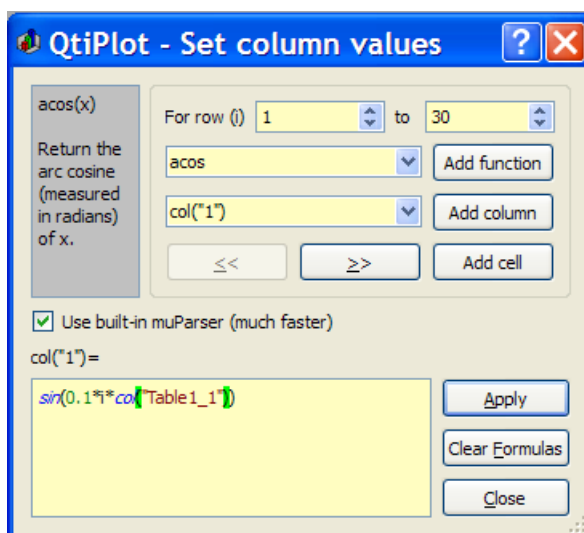 QtiPlot - Set column values
acos(x)
Return the
arc cosine
(measured
in radians)
of x.
For row (i) 1 to 30
acos Add function
col("1") Add column
<< >> Add cell
Use built-in muParser (much faster)
col("1")=
sin(0.1*i*col("Table1_1"))
Apply
Clear Formulas
Close